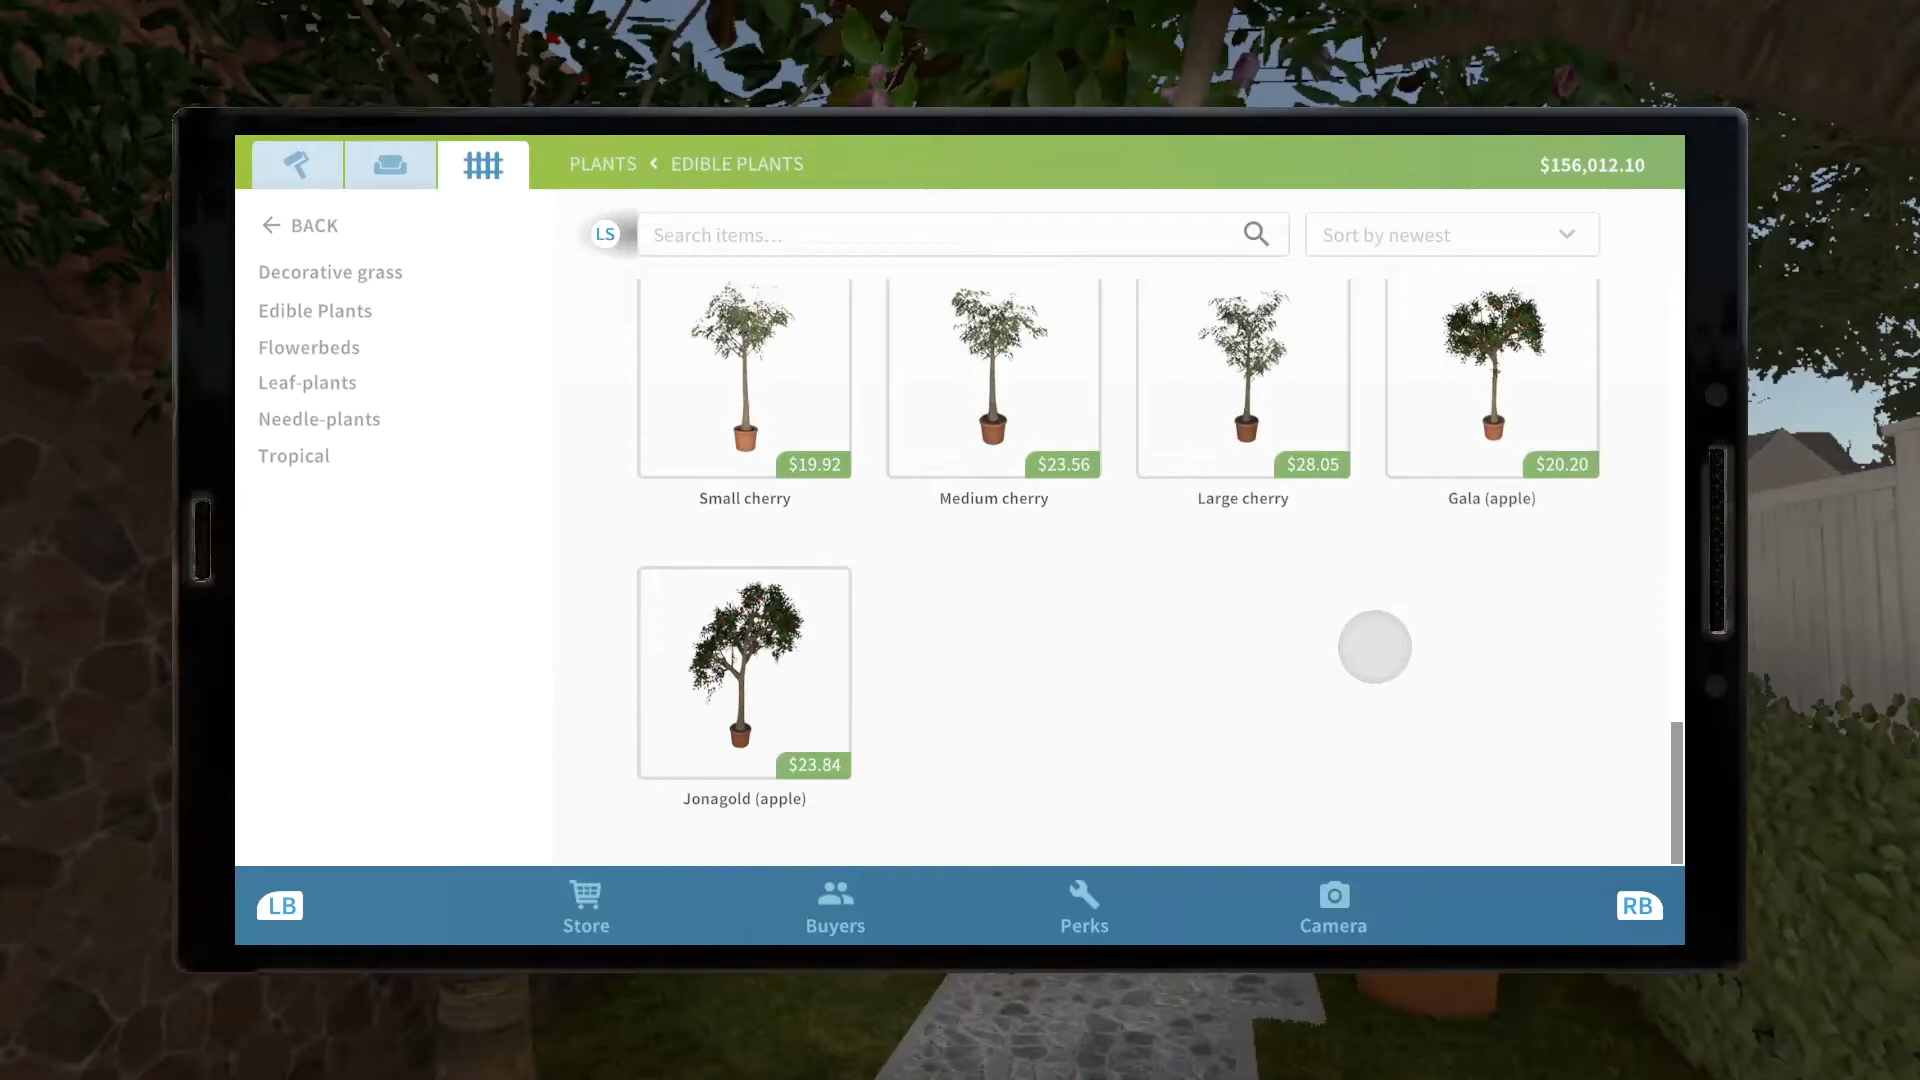 PLANTS < EDIBLE PLANTS
$156,012.10
BACK
LS
Search items...
Sort by newest
Decorative grass
Edible Plants
Flowerbeds
Leaf-plants
Needle-plants
Tropical
$19.92
$23.56
$28.05
$20.20
Small cherry
Medium cherry
Large cherry
Gala (apple)
$23.84
Jonagold (apple)
LB
Store
Buyers
Perks
Camera
RB